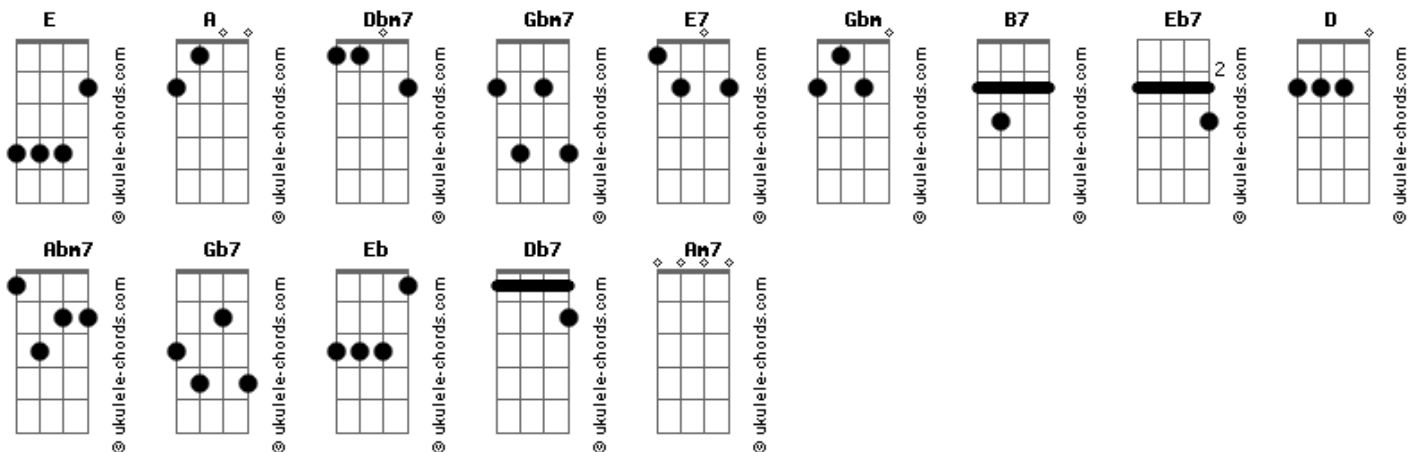 E A Dbm7 Gbm7 E7 Gbm B7 Eb7 D
© ukulele-chords.com © ukulele-chords.com © ukulele-chords.com © ukulele-chords.com © ukulele-chords.com © ukulele-chords.com © ukulele-chords.com 2 © ukulele-chords.com © ukulele-chords.com
Abm7 Gb7 Eb Db7 Am7
© ukulele-chords.com © ukulele-chords.com © ukulele-chords.com © ukulele-chords.com © ukulele-chords.com